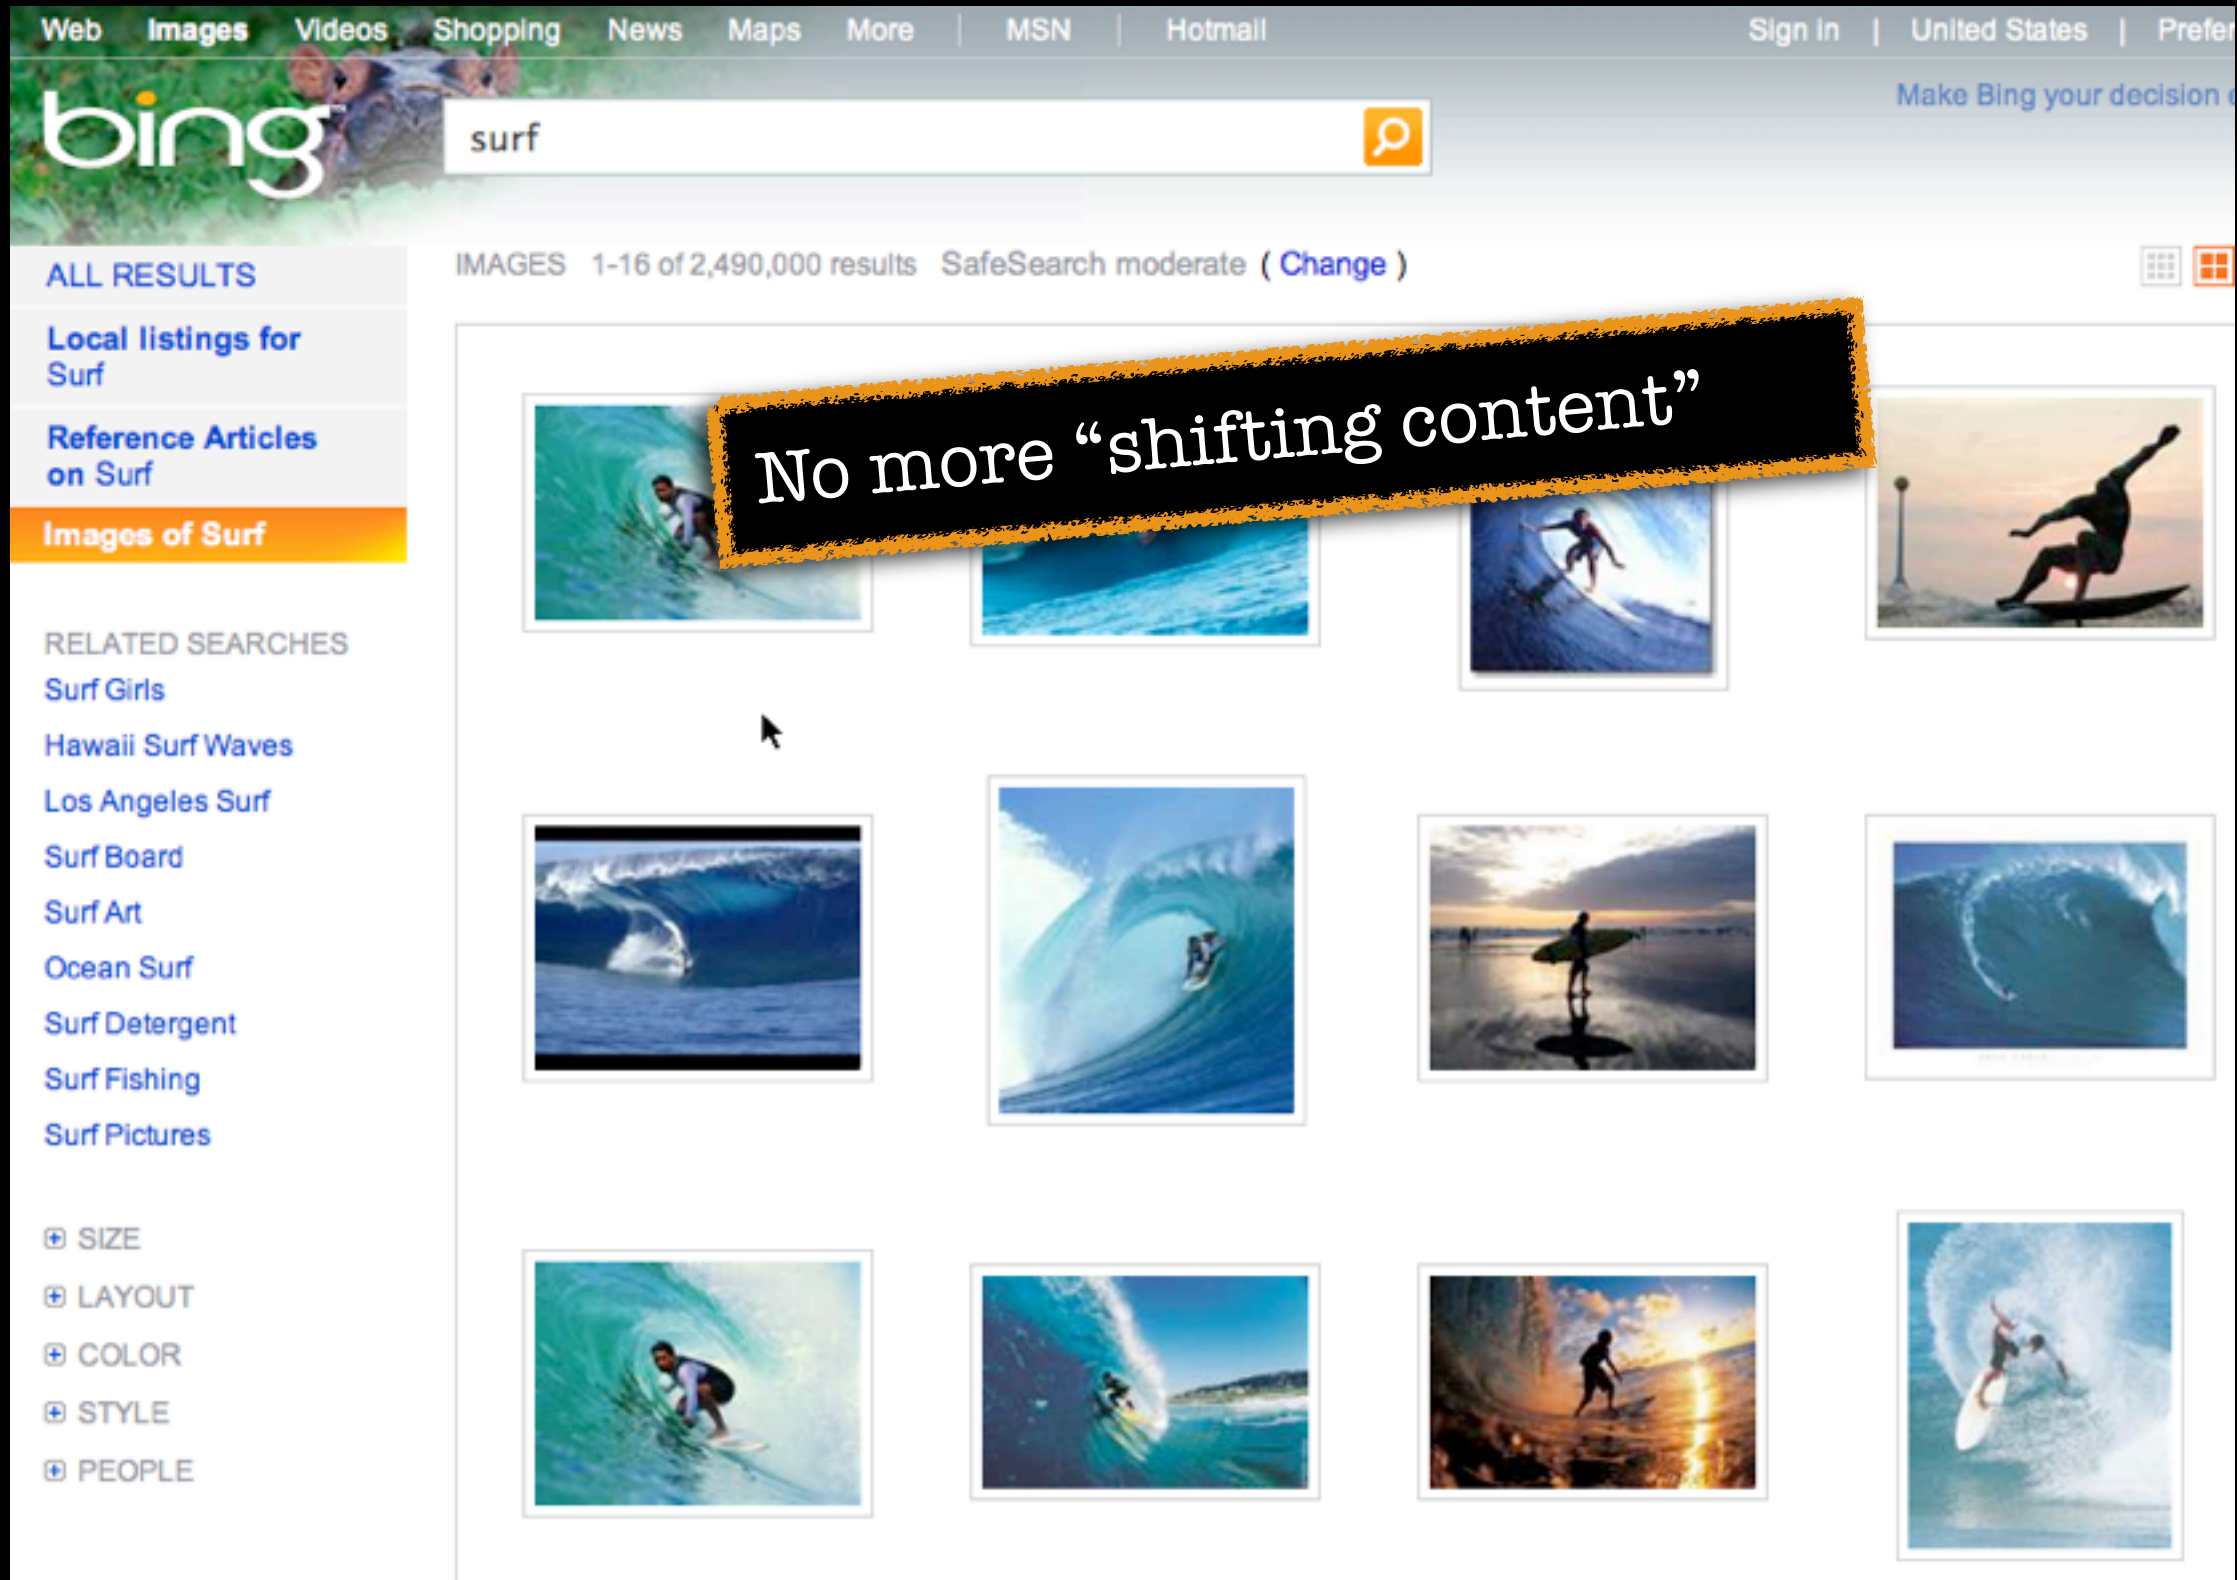 Web Images Videos Shopping News Maps More | MSN | Hotmail
Sign in | United States | Prefer
Make Bing your decision
bing
surf
ALL RESULTS
Local listings for
Surf
Reference Articles
on Surf
Images of Surf
IMAGES 1-16 of 2,490,000 results SafeSearch moderate ( Change )
No more “shifting content”
RELATED SEARCHES
Surf Girls
Hawaii Surf Waves
Los Angeles Surf
Surf Board
Surf Art
Ocean Surf
Surf Detergent
Surf Fishing
Surf Pictures
SIZE
LAYOUT
COLOR
STYLE
PEOPLE